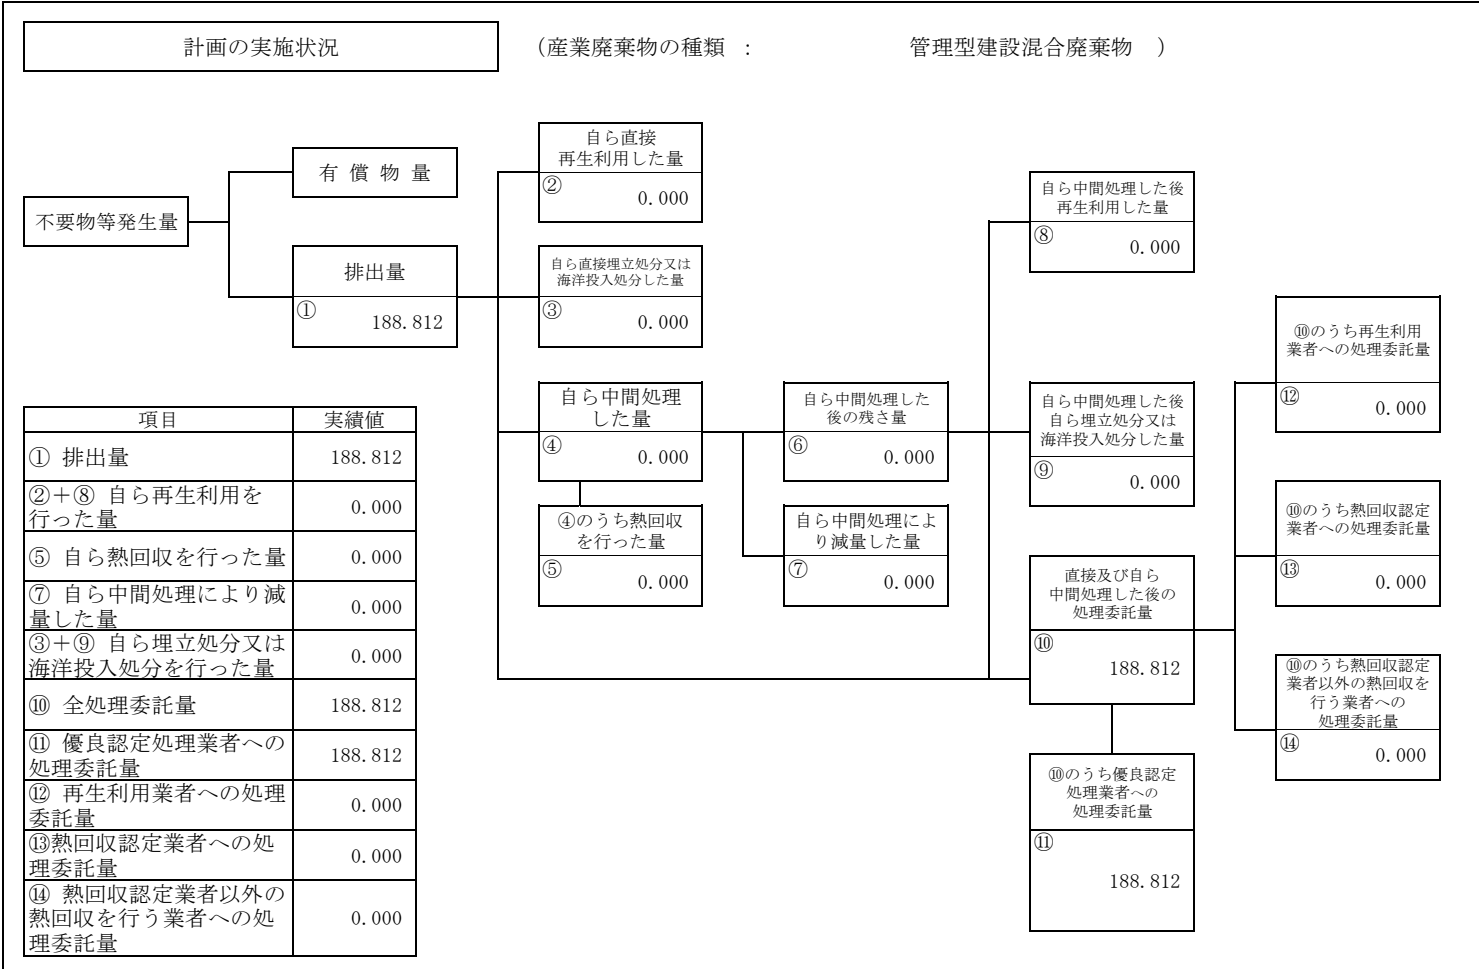 計画の実施状況
（産業廃棄物の種類 ： 管理型建設混合廃棄物 ）
不要物等発生量
有 償 物 量
排出量
① 188.812
自ら直接
再生利用した量
② 0.000
自ら直接埋立処分又は
海洋投入処分した量
③ 0.000
自ら中間処理
した量
④ 0.000
④のうち熱回収
を行った量
⑤ 0.000
自ら中間処理した
後の残さ量
⑥ 0.000
自ら中間処理によ
り減量した量
⑦ 0.000
自ら中間処理した後
再生利用した量
⑧ 0.000
自ら中間処理した後
自ら埋立処分又は
海洋投入処分した量
⑨ 0.000
直接及び自ら
中間処理した後の
処理委託量
⑩
188.812
⑩のうち優良認定
処理業者への
処理委託量
⑪
188.812
⑩のうち再生利用
業者への処理委託量
⑫ 0.000
⑩のうち熱回収認定
業者への処理委託量
⑬ 0.000
⑩のうち熱回収認定
業者以外の熱回収を
行う業者への
処理委託量
⑭ 0.000
項目 実績値
① 排出量 188.812
②＋⑧ 自ら再生利用を
行った量 0.000
⑤ 自ら熱回収を行った量 0.000
⑦ 自ら中間処理により減
量した量 0.000
③＋⑨ 自ら埋立処分又は
海洋投入処分を行った量 0.000
⑩ 全処理委託量 188.812
⑪ 優良認定処理業者への
処理委託量 188.812
⑫ 再生利用業者への処理
委託量 0.000
⑬熱回収認定業者への処
理委託量 0.000
⑭ 熱回収認定業者以外の
熱回収を行う業者への処 0.000
理委託量